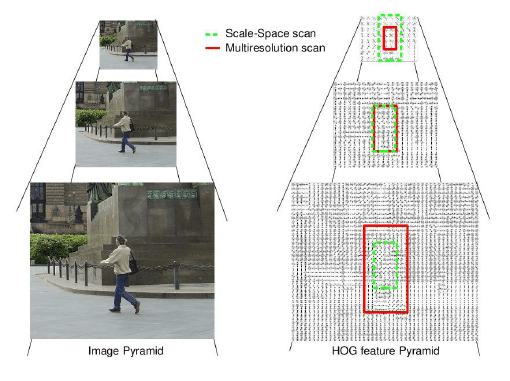 Scale-Space scan
Multiresolution scan
Image Pyramid
HOG feature Pyramid